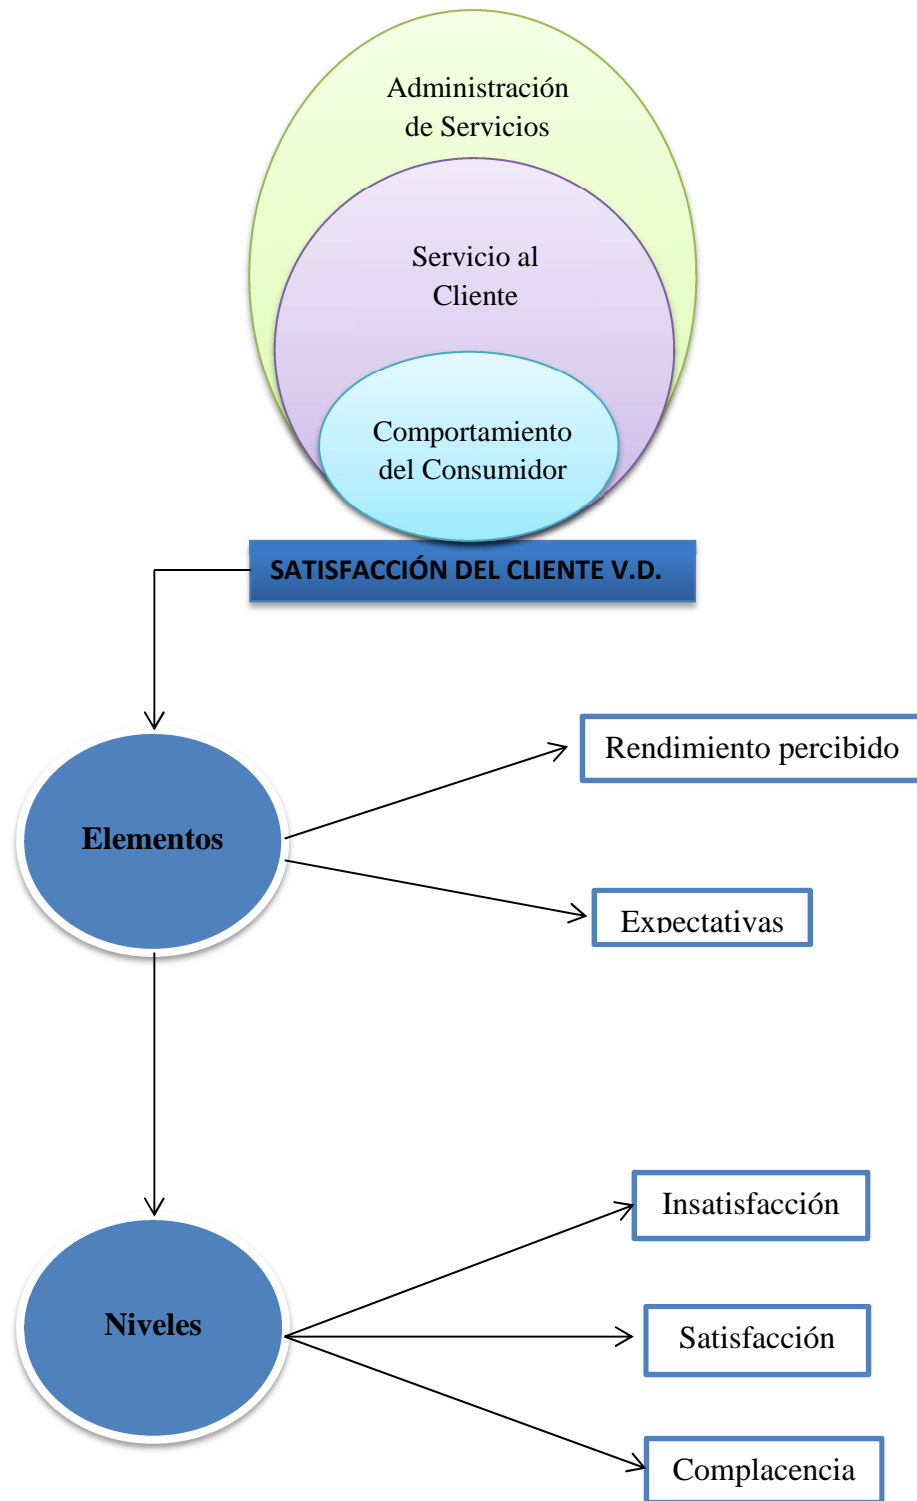 Administración
de Servicios
Servicio al
Cliente
Comportamiento
del Consumidor
SATISFACCIÓN DEL CLIENTE V.D.
Rendimiento percibido
Elementos
Expectativas
Insatisfacción
Niveles
Satisfacción
Complacencia